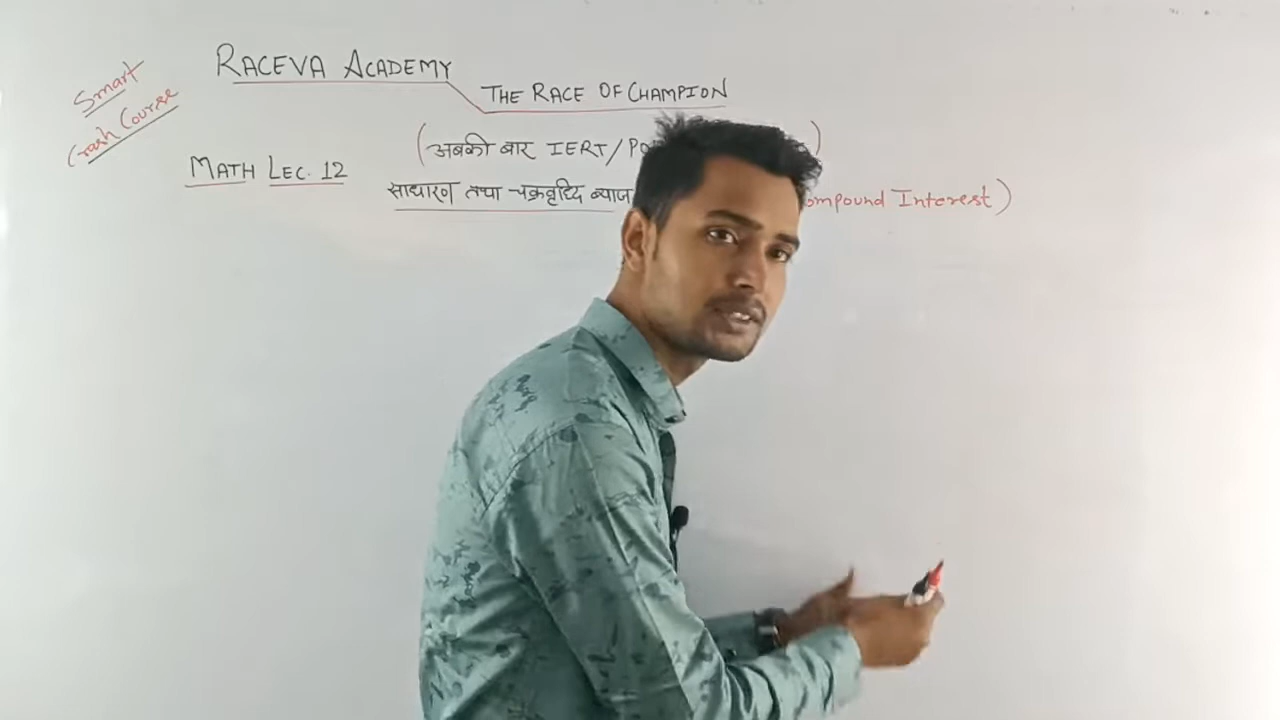 Smart
Crash Course
RACEVA ACADEMY
THE RACE OF CHAMPION
(अबकी बार IERT/PO )
MATH LEC. 12
साधारण तथा चक्रवृद्धि ब्याज ompound Interest)